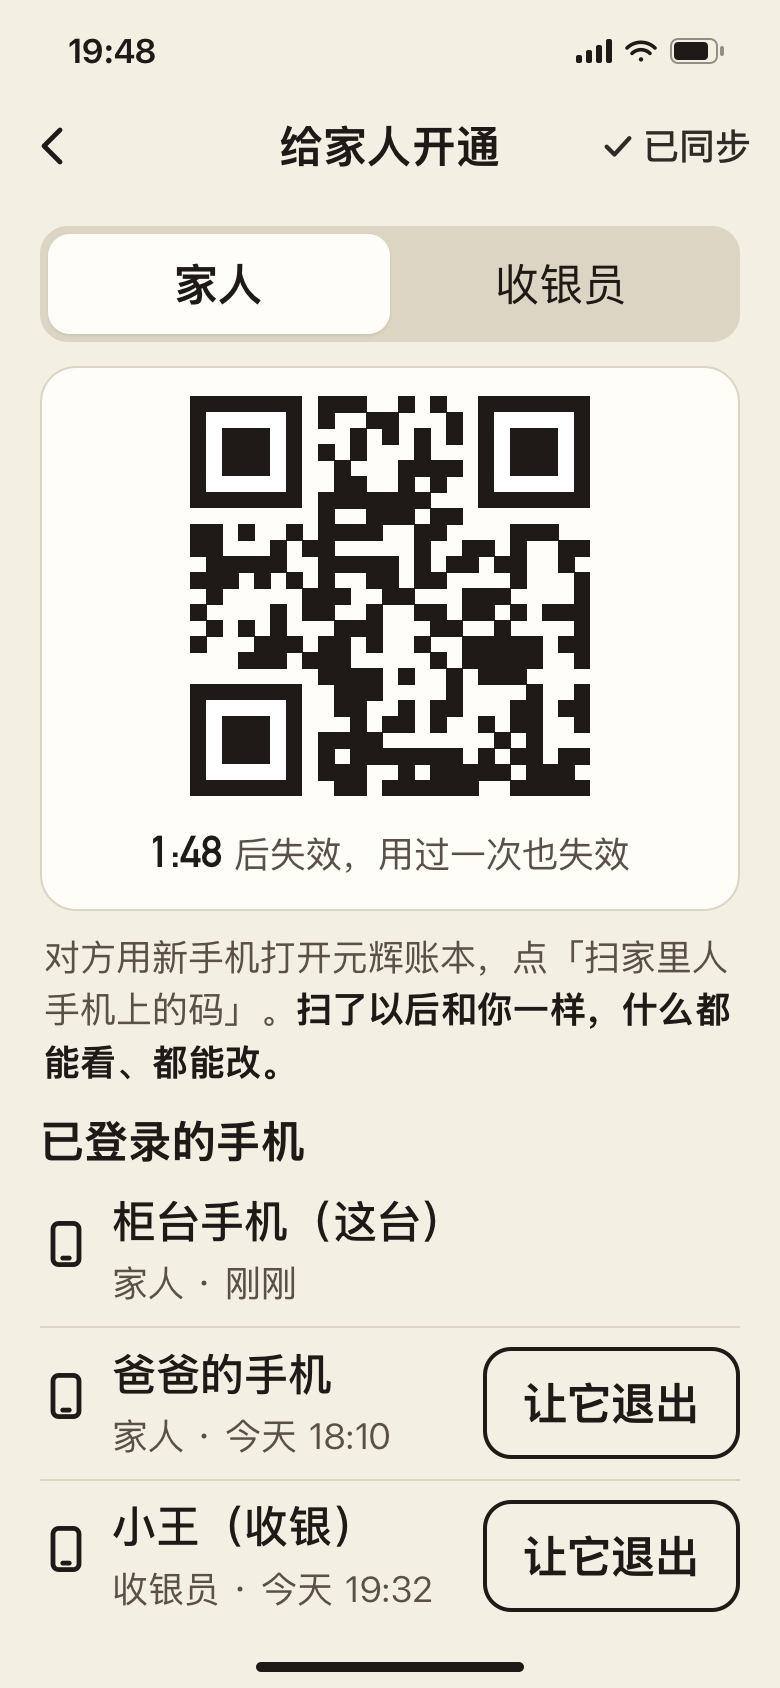 19:48
给家人开通
已同步
家人
收银员
1:48 后失效，用过一次也失效
对方用新手机打开元辉账本，点「扫家里人
手机上的码」。扫了以后和你一样，什么都
能看、都能改。
已登录的手机
柜台手机（这台）
家人 · 刚刚
爸爸的手机
家人 · 今天 18:10
让它退出
小王（收银）
收银员 · 今天 19:32
让它退出